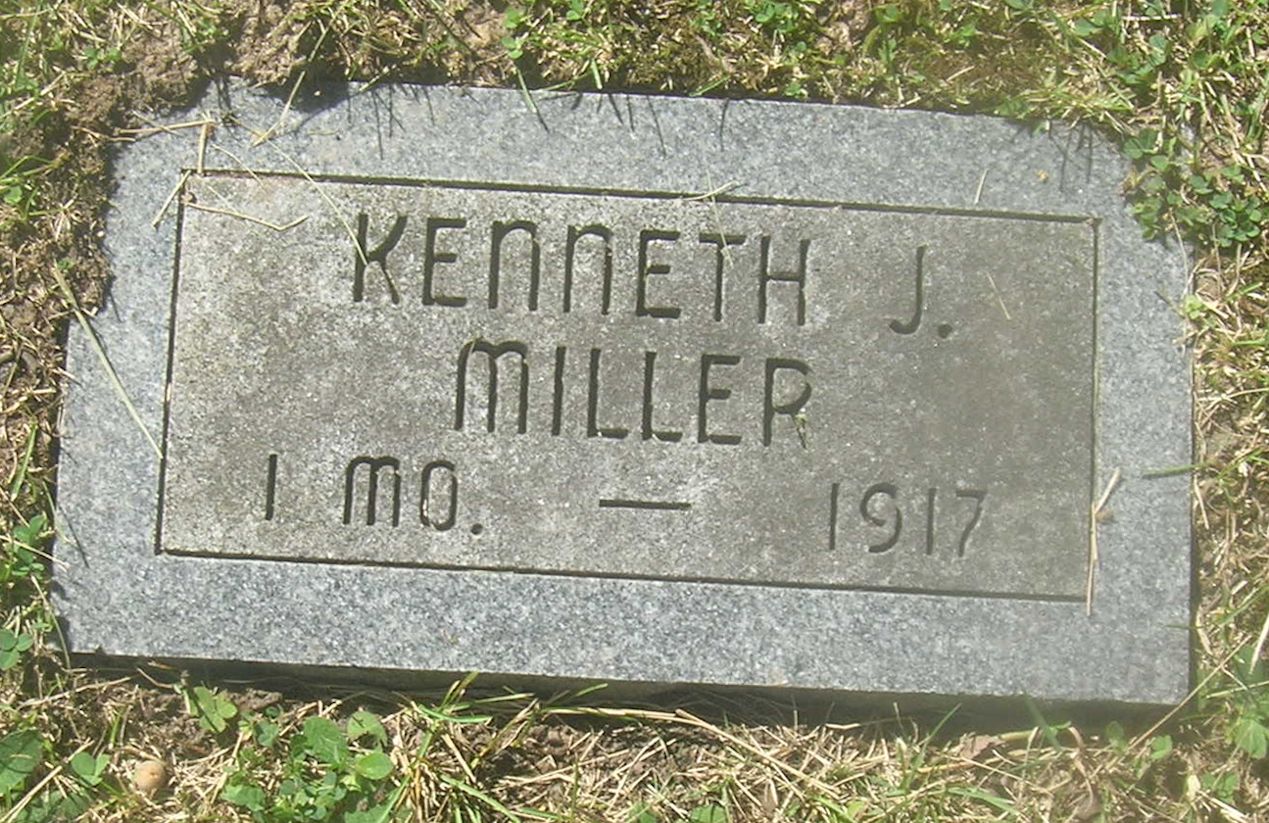 KENNETH J.
MILLER
1 MO. — 1917